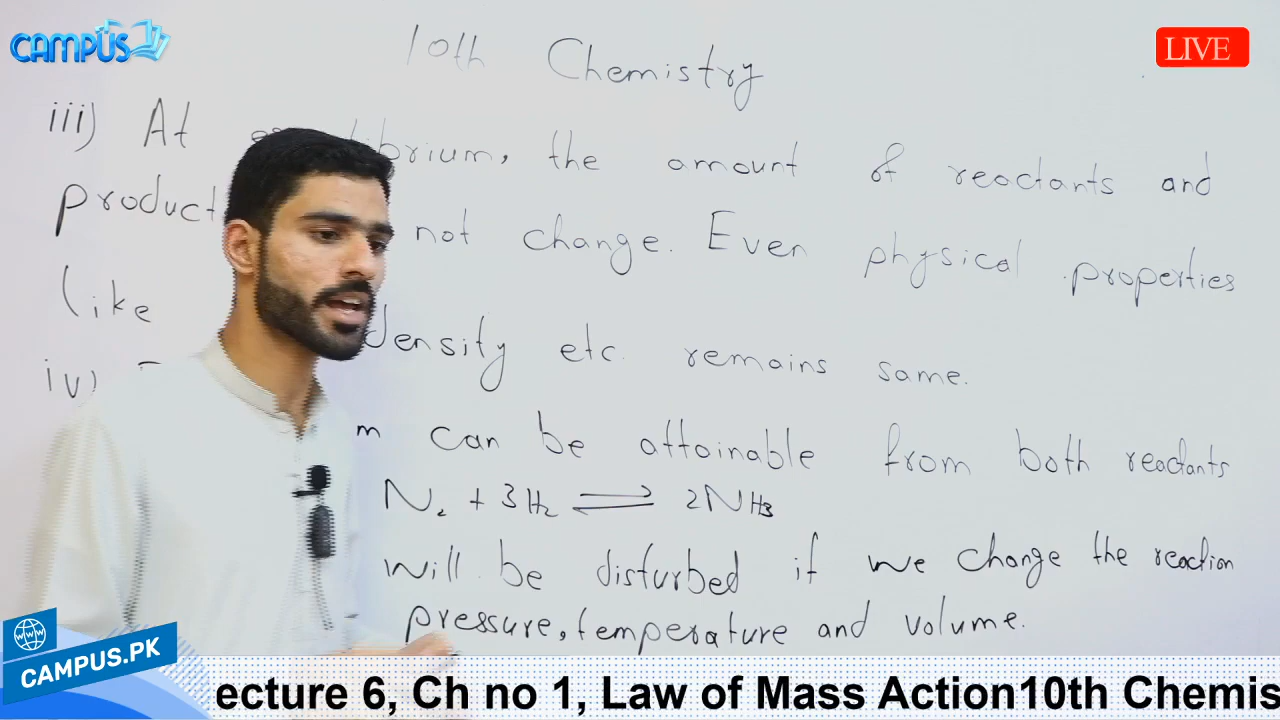 CAMPUS
LIVE
10th Chemistry
iii) At brium, the amount of reactants and
product not change. Even physical properties
like density etc. remains same.
iv)
m can be attainable from both reactants
N2 + 3H2 ⇌ 2NH3
will be disturbed if we change the reaction
pressure, temperature and volume.
WWW
CAMPUS.PK
ecture 6, Ch no 1, Law of Mass Action10th Chemis